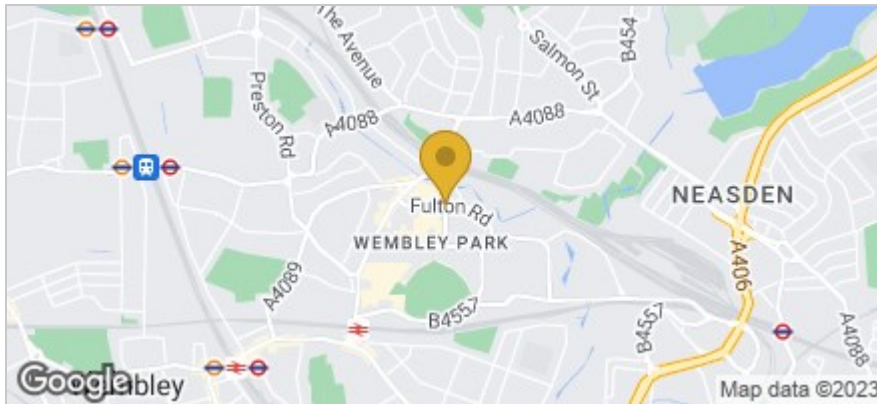 The Avenue
Salmon St
B454
Preston Rd
A4088
A4088
NEASDEN
Fulton Rd
WEMBLEY PARK
A406
A4089
B4557
B4557
A4088
Google
Map data ©2023